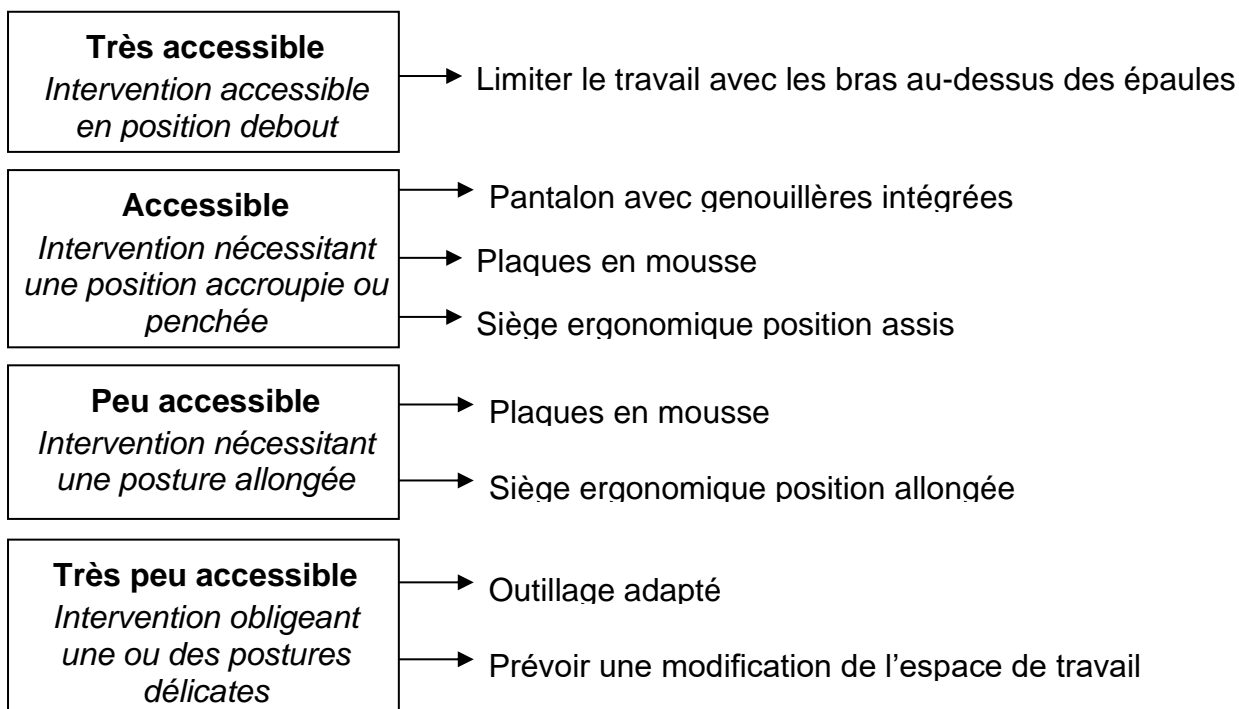 Très accessible
Intervention accessible
en position debout
Limiter le travail avec les bras au-dessus des épaules
Accessible
Intervention nécessitant
une position accroupie ou
penchée
Pantalon avec genouillères intégrées
Plaques en mousse
Siège ergonomique position assis
Peu accessible
Intervention nécessitant
une posture allongée
Plaques en mousse
Siège ergonomique position allongée
Très peu accessible
Intervention obligeant
une ou des postures
délicates
Outillage adapté
Prévoir une modification de l'espace de travail